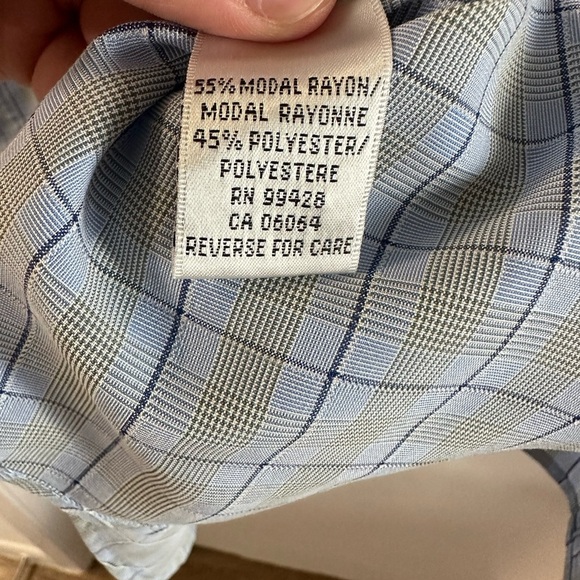 55% MODAL RAYON/
MODAL RAYONNE
45% POLYESTER/
POLYESTERE
RN 99428
CA 06064
REVERSE FOR CARE